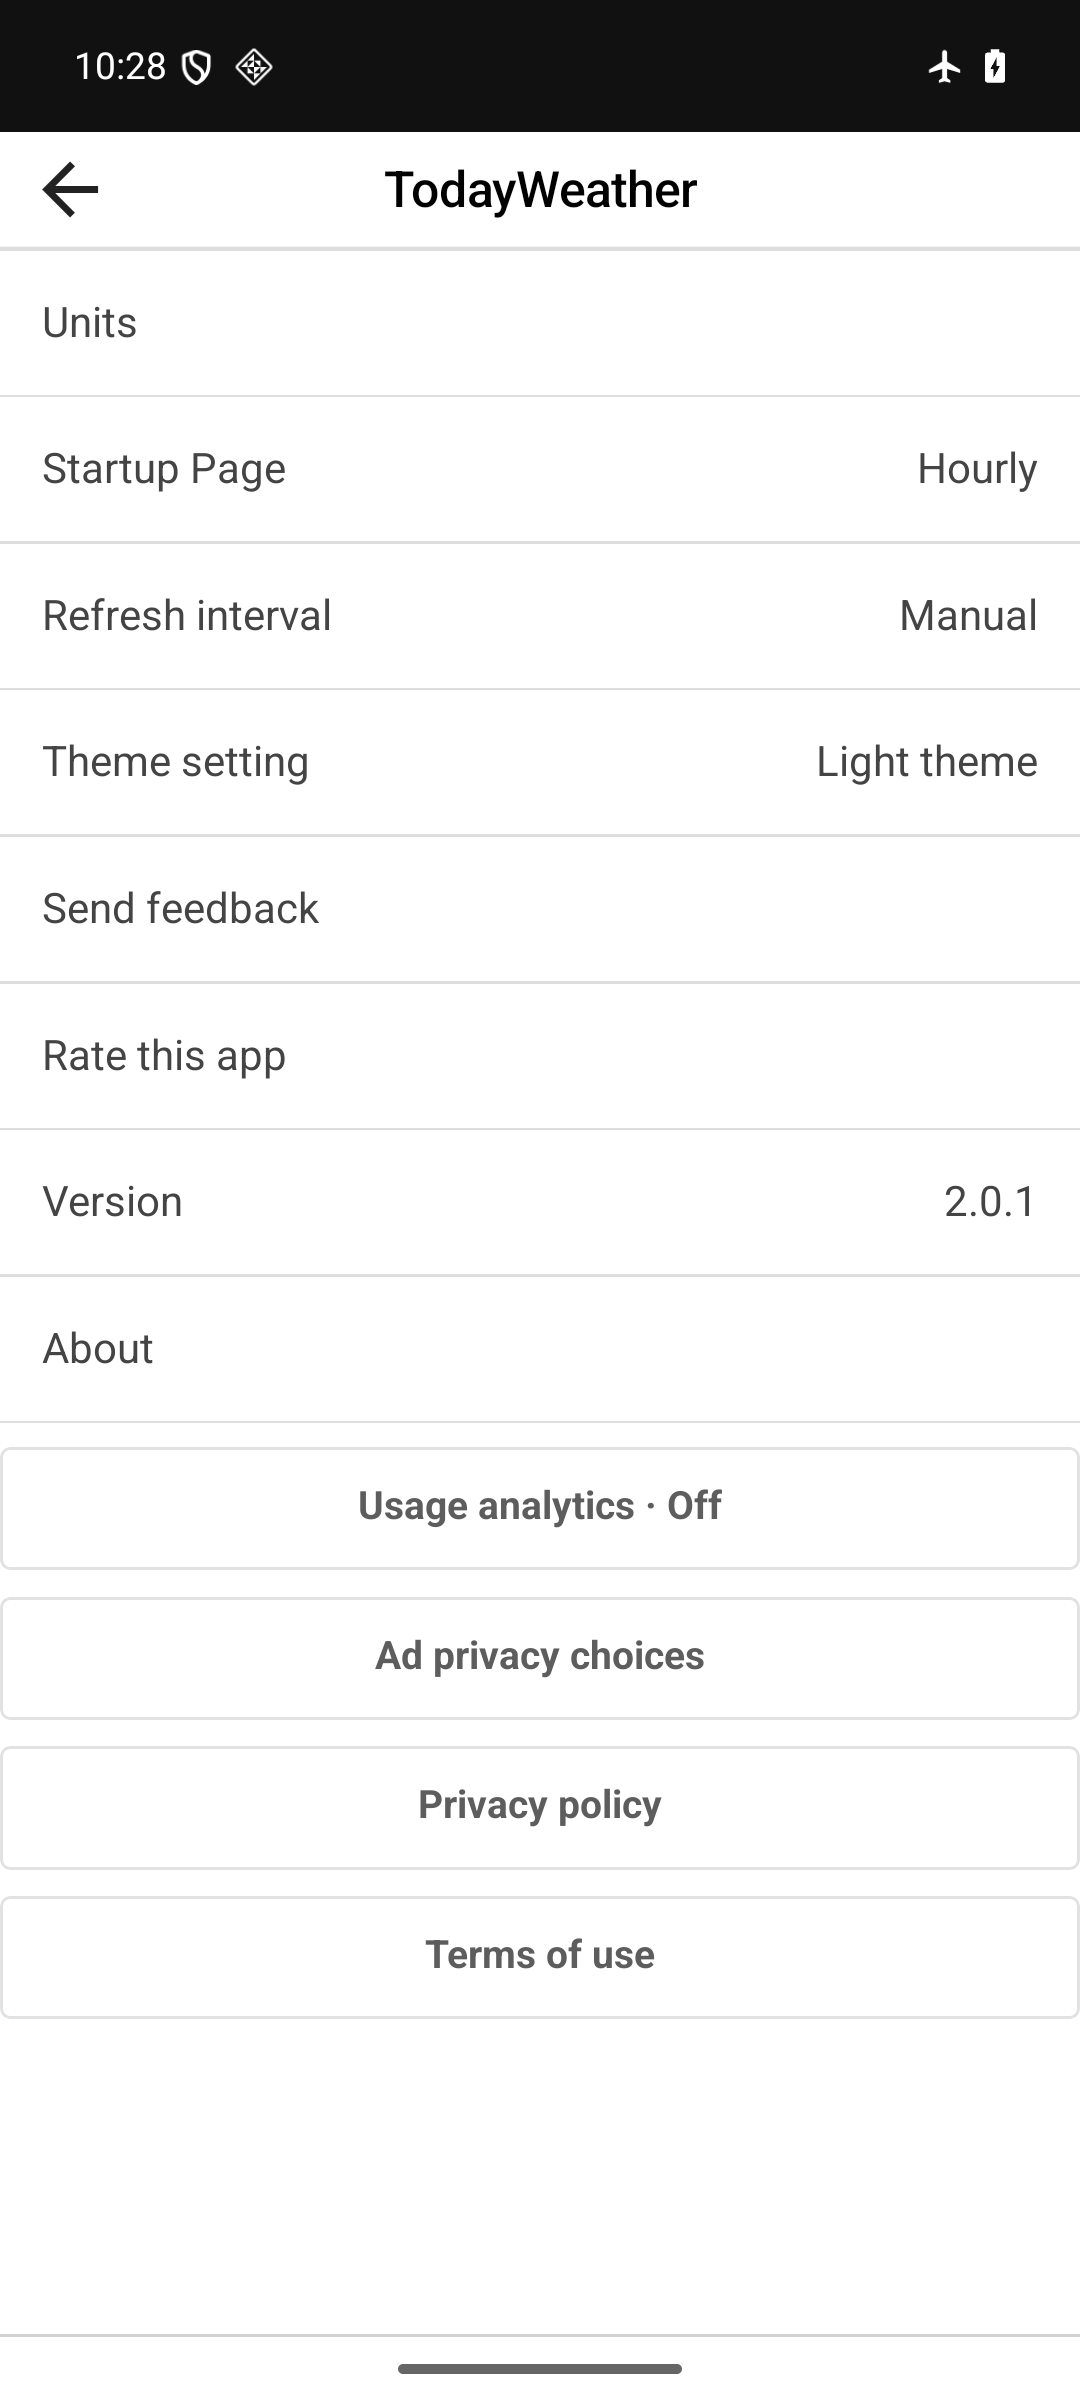 10:28
TodayWeather
Units
Startup Page Hourly
Refresh interval Manual
Theme setting Light theme
Send feedback
Rate this app
Version 2.0.1
About
Usage analytics · Off
Ad privacy choices
Privacy policy
Terms of use